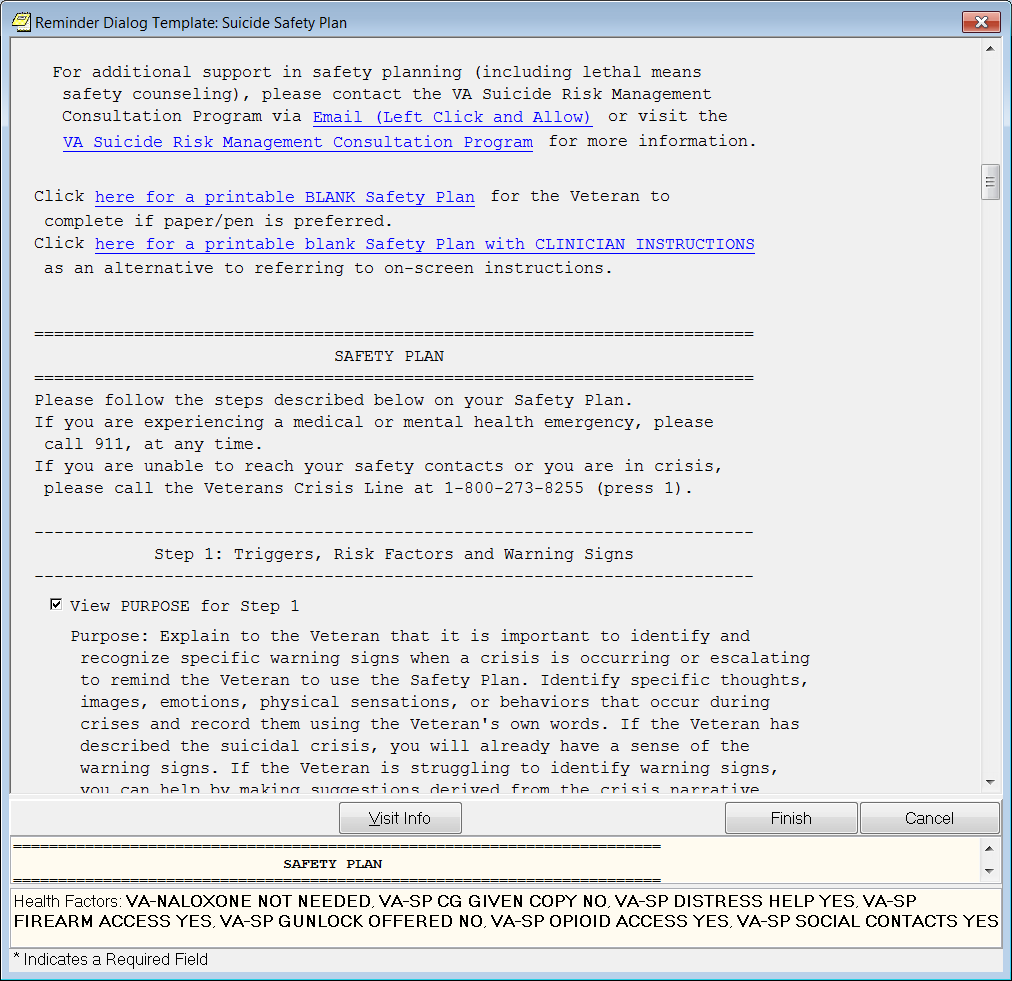 Reminder Dialog Template: Suicide Safety Plan
For additional support in safety planning (including lethal means
safety counseling), please contact the VA Suicide Risk Management
Consultation Program via Email (Left Click and Allow) or visit the
VA Suicide Risk Management Consultation Program for more information.
Click here for a printable BLANK Safety Plan for the Veteran to
complete if paper/pen is preferred.
Click here for a printable blank Safety Plan with CLINICIAN INSTRUCTIONS
as an alternative to referring to on-screen instructions.
========================================================================
SAFETY PLAN
========================================================================
Please follow the steps described below on your Safety Plan.
If you are experiencing a medical or mental health emergency, please
call 911, at any time.
If you are unable to reach your safety contacts or you are in crisis,
please call the Veterans Crisis Line at 1-800-273-8255 (press 1).
------------------------------------------------------------------------
Step 1: Triggers, Risk Factors and Warning Signs
------------------------------------------------------------------------
View PURPOSE for Step 1
Purpose: Explain to the Veteran that it is important to identify and
recognize specific warning signs when a crisis is occurring or escalating
to remind the Veteran to use the Safety Plan. Identify specific thoughts,
images, emotions, physical sensations, or behaviors that occur during
crises and record them using the Veteran's own words. If the Veteran has
described the suicidal crisis, you will already have a sense of the
warning signs. If the Veteran is struggling to identify warning signs,
you can help by making suggestions derived from the crisis narrative
Visit Info Finish Cancel
========================================================================
SAFETY PLAN
========================================================================
Health Factors: VA-NALOXONE NOT NEEDED, VA-SP CG GIVEN COPY NO, VA-SP DISTRESS HELP YES, VA-SP
FIREARM ACCESS YES, VA-SP GUNLOCK OFFERED NO, VA-SP OPIOID ACCESS YES, VA-SP SOCIAL CONTACTS YES
* Indicates a Required Field